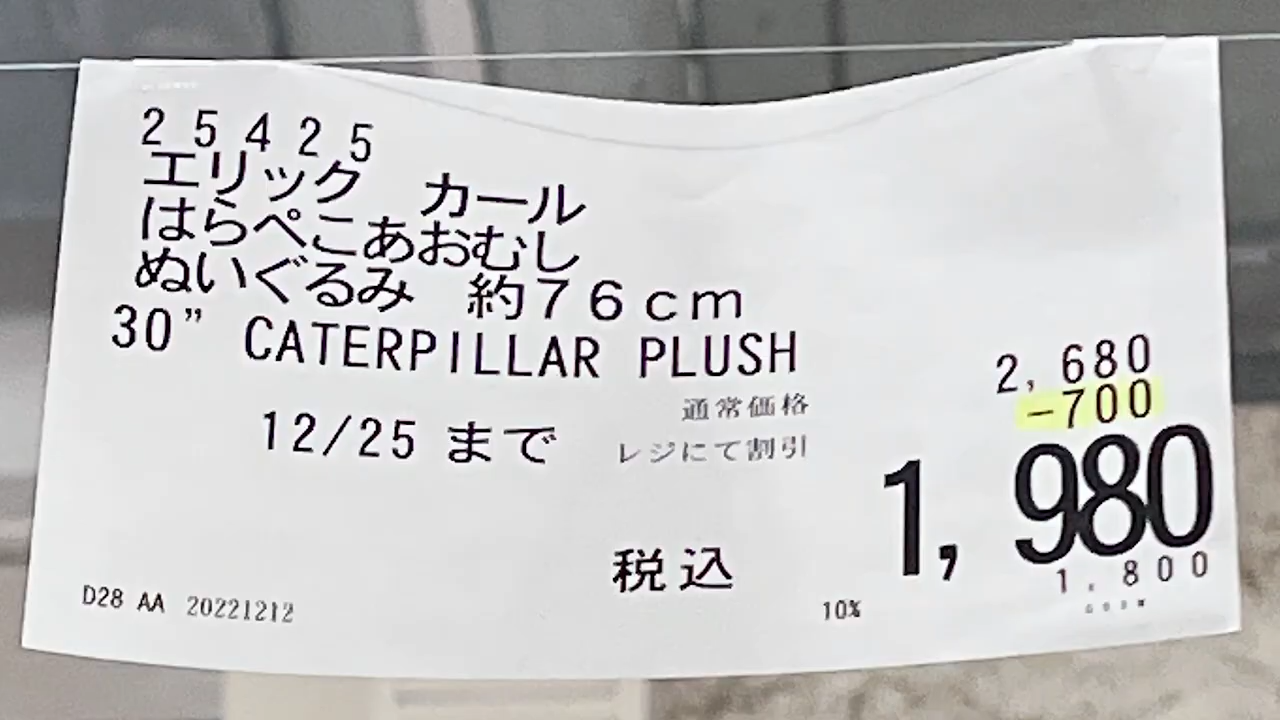 25425
エリック　カール
はらぺこあおむし
ぬいぐるみ　約７６ｃｍ
30” CATERPILLAR PLUSH
2,680
通常価格
-700
12/25 まで
レジにて割引
1,980
税込
1,800
10%
D28 AA 20221212